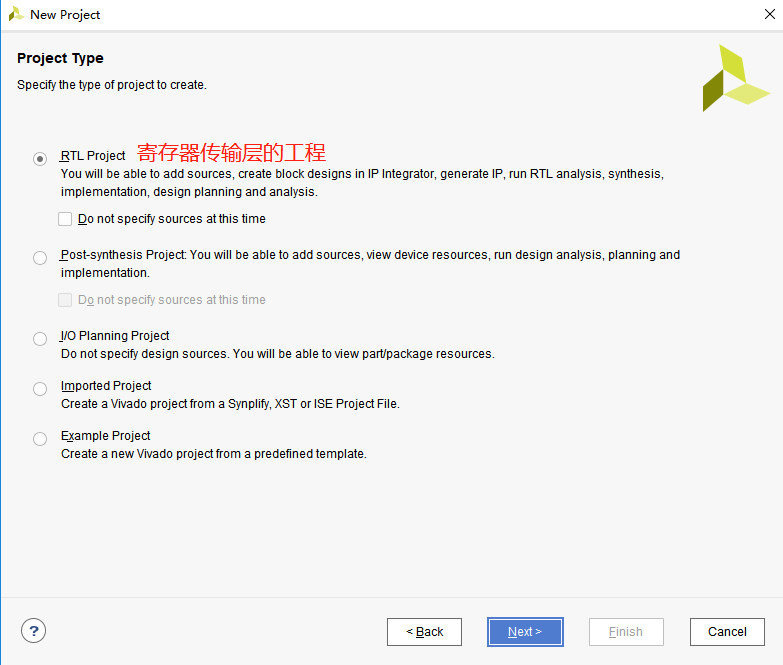 New Project
Project Type
Specify the type of project to create.
RTL Project 寄存器传输层的工程
You will be able to add sources, create block designs in IP Integrator, generate IP, run RTL analysis, synthesis,
implementation, design planning and analysis.
Do not specify sources at this time
Post-synthesis Project: You will be able to add sources, view device resources, run design analysis, planning and
implementation.
Do not specify sources at this time
I/O Planning Project
Do not specify design sources. You will be able to view part/package resources.
Imported Project
Create a Vivado project from a Synplify, XST or ISE Project File.
Example Project
Create a new Vivado project from a predefined template.
? < Back Next > Finish Cancel